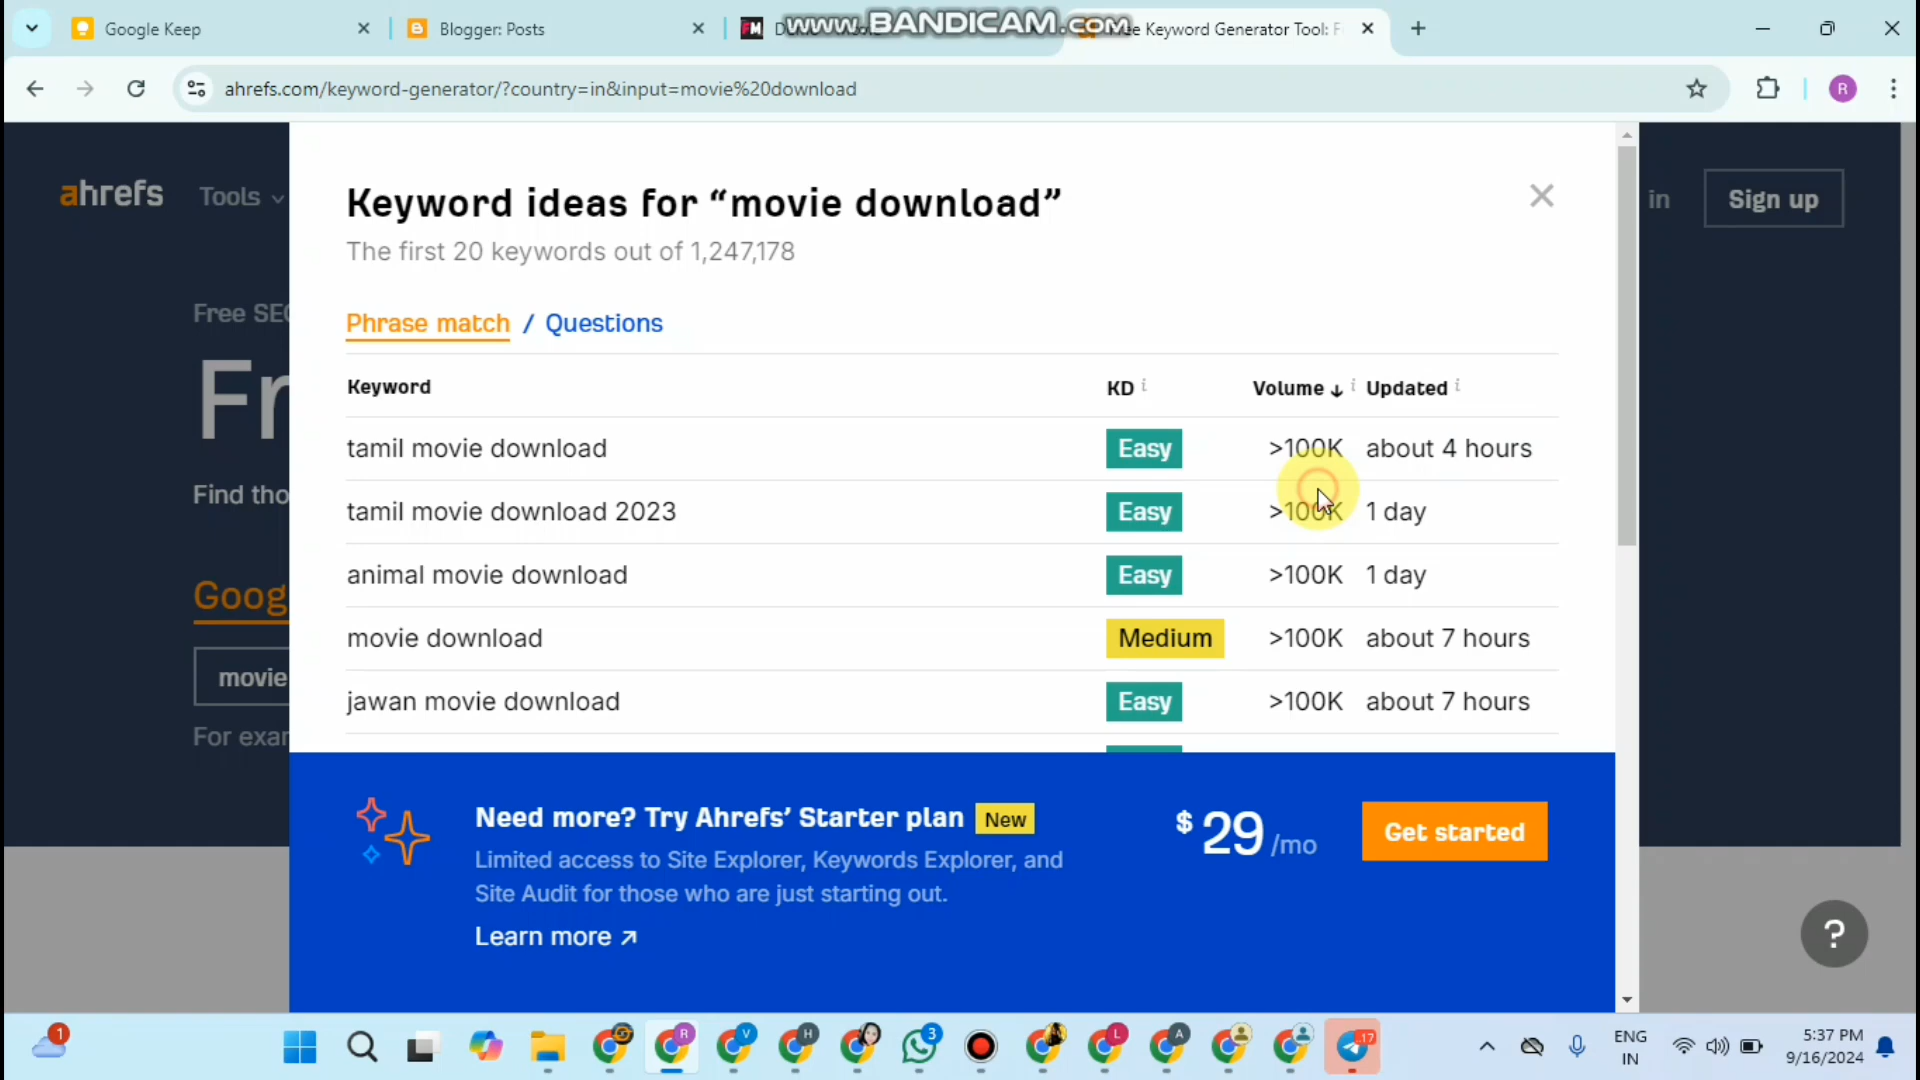 Google Keep
Blogger: Posts
www.BANDICAM.com
ee Keyword Generator Tool: F
ahrefs.com/keyword-generator/?country=in&input=movie%20download
R
ahrefs
Tools
in
Sign up
Keyword ideas for “movie download”
The first 20 keywords out of 1,247,178
Free SEO
Phrase match / Questions
Fr
Keyword KD i Volume ↓ i Updated i
tamil movie download Easy >100K about 4 hours
Find tho
tamil movie download 2023 Easy >100K 1 day
animal movie download Easy >100K 1 day
Goog
movie download Medium >100K about 7 hours
movie
jawan movie download Easy >100K about 7 hours
For exar
Need more? Try Ahrefs’ Starter plan New
$29/mo
Get started
Limited access to Site Explorer, Keywords Explorer, and
Site Audit for those who are just starting out.
Learn more ↗
?
1
R
V
H
3
L
A
17
ENG
IN
5:37 PM
9/16/2024